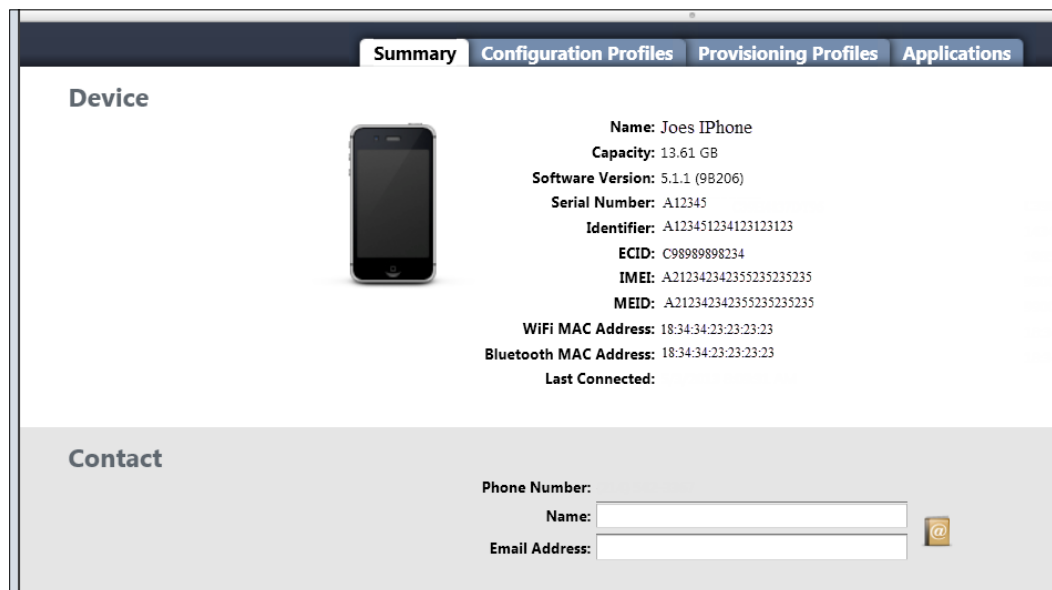 Summary Configuration Profiles Provisioning Profiles Applications
Device
Name: Joes IPhone
Capacity: 13.61 GB
Software Version: 5.1.1 (9B206)
Serial Number: A12345
Identifier: A123451234123123123
ECID: C98989898234
IMEI: A212342342355235235235
MEID: A212342342355235235235
WiFi MAC Address: 18:34:34:23:23:23:23
Bluetooth MAC Address: 18:34:34:23:23:23:23
Last Connected:
Contact
Phone Number:
Name:
@
Email Address: